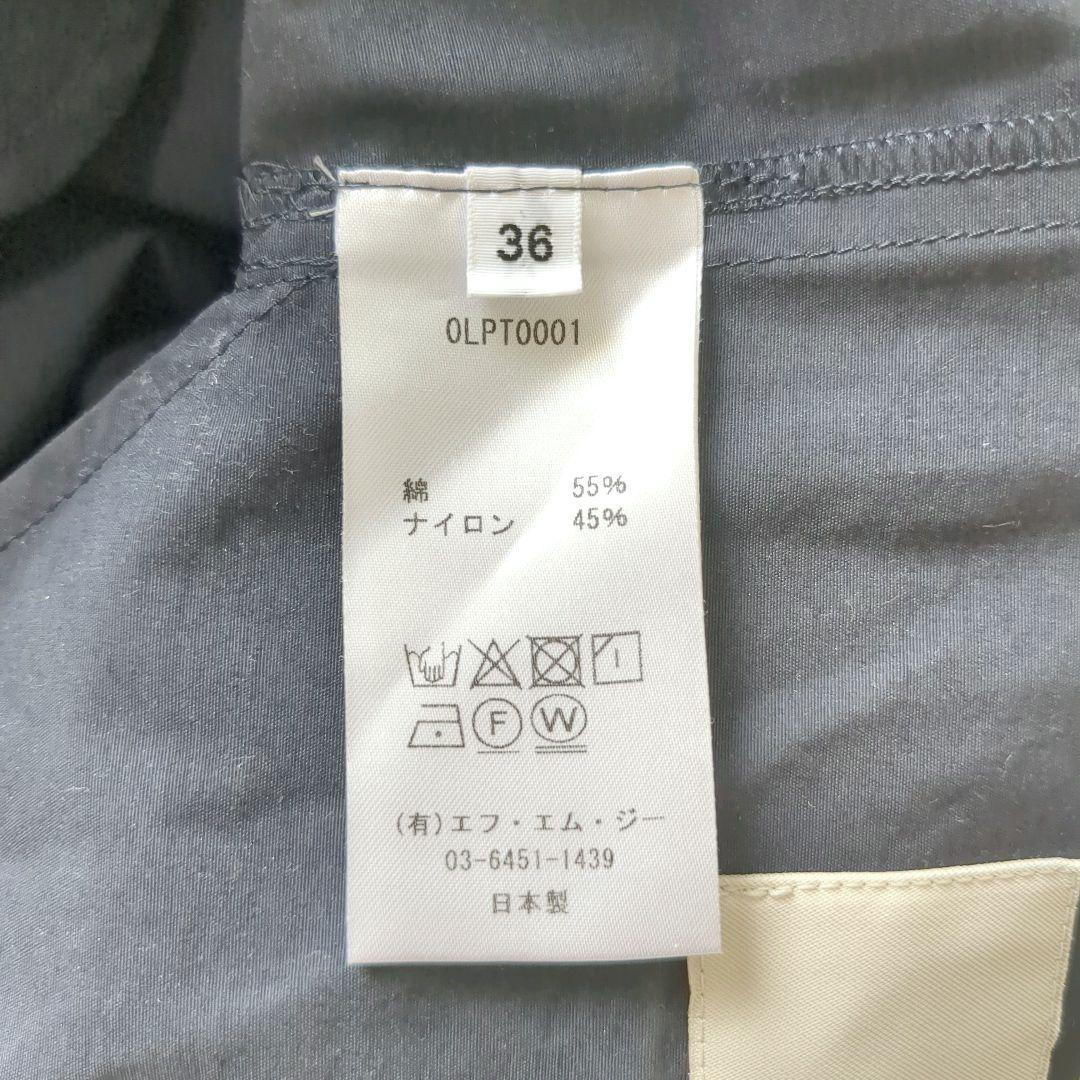 36
OLPT0001
綿 55%
ナイロン 45%
F W
(有)エフ・エム・ジー
03-6451-1439
日本製